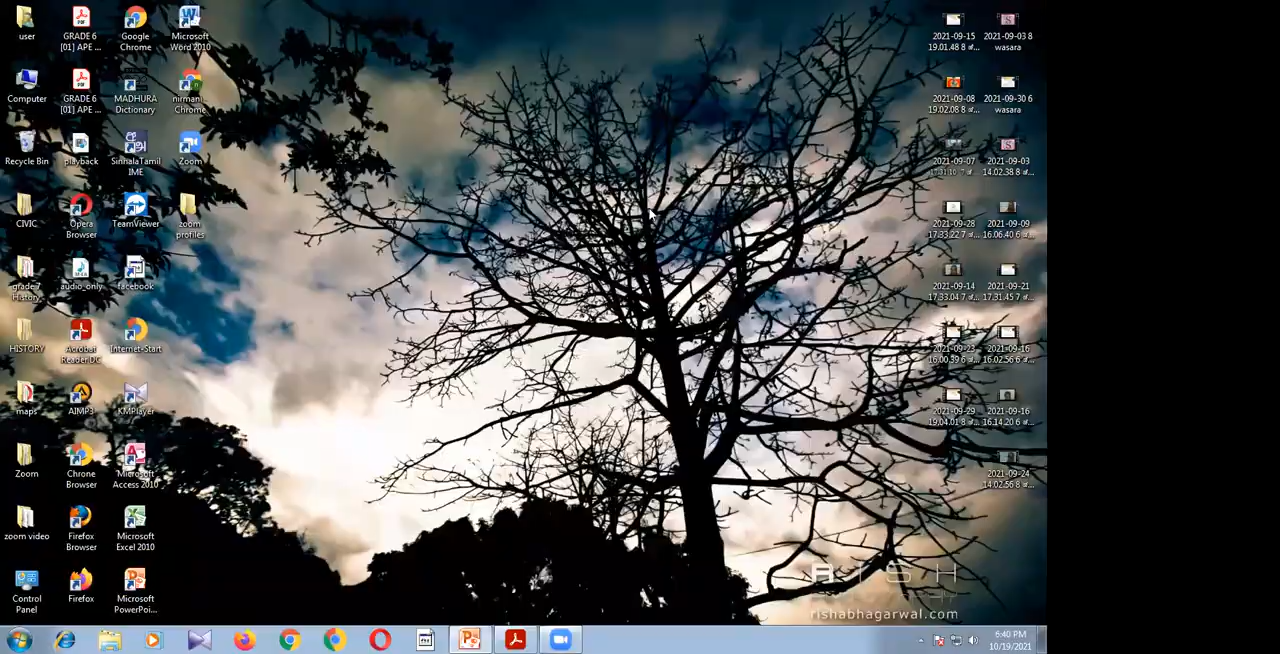 user
GRADE 6
[01] APE ...
Google
Chrome
Microsoft
Word 2010
Computer
GRADE 6
[01] APE ...
MADHURA
Dictionary
nirmani
Chrome
Recycle Bin
playback
SinhalaTamil
IME
Zoom
CIVIC
Opera
Browser
TeamViewer
zoom
profiles
grade 7
History
audio_only
facebook
HISTORY
Acrobat
Reader DC
Internet-Start
maps
AIMP3
KMPlayer
Zoom
Chrone
Browser
Microsoft
Access 2010
zoom video
Firefox
Browser
Microsoft
Excel 2010
Control
Panel
Firefox
Microsoft
PowerPoi...
2021-09-15
19.01.48 8
2021-09-03 8
wasara
2021-09-08
19.02.08 8
2021-09-30 6
wasara
2021-09-07
2021-09-03
14.02.38 8
2021-09-28
17.33.22 7
2021-09-09
16.06.40 6
2021-09-14
17.33.04 7
2021-09-21
17.31.45 7
2021-09-23
16.00.39 6
2021-09-16
16.02.56 6
2021-09-29
19.04.01 8
2021-09-16
16.14.20 6
2021-09-24
14.02.56 8
RISH
rishabhagarwal.com
6:40 PM
10/19/2021